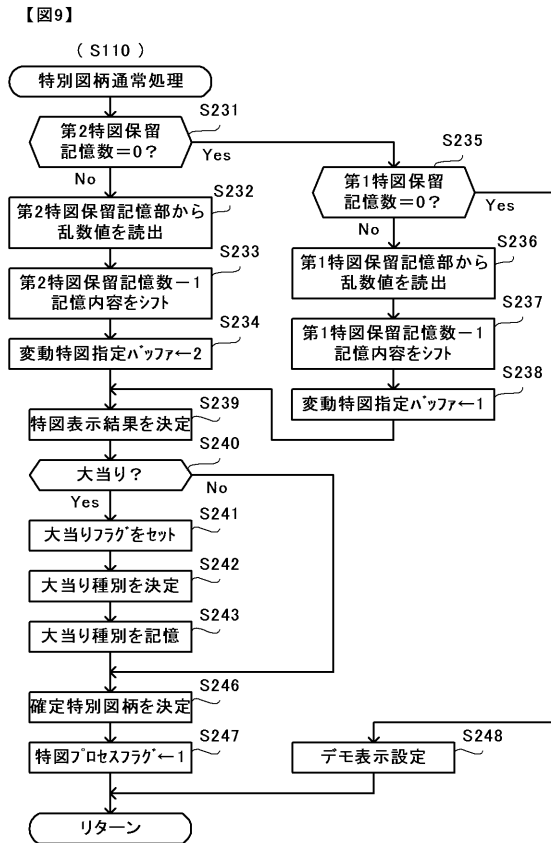 【図9】
(S110)
特別図柄通常処理
S231
第2特図保留
記憶数=0?
Yes
No
S235
第1特図保留
記憶数=0?
Yes
No
S232
第2特図保留記憶部から
乱数値を読出
S236
第1特図保留記憶部から
乱数値を読出
S233
第2特図保留記憶数-1
記憶内容をシフト
S237
第1特図保留記憶数-1
記憶内容をシフト
S234
変動特図指定バッファ←2
S238
変動特図指定バッファ←1
S239
特図表示結果を決定
S240
大当り?
No
Yes
S241
大当りフラグをセット
S242
大当り種別を決定
S243
大当り種別を記憶
S246
確定特別図柄を決定
S247
特図プロセスフラグ←1
S248
デモ表示設定
リターン